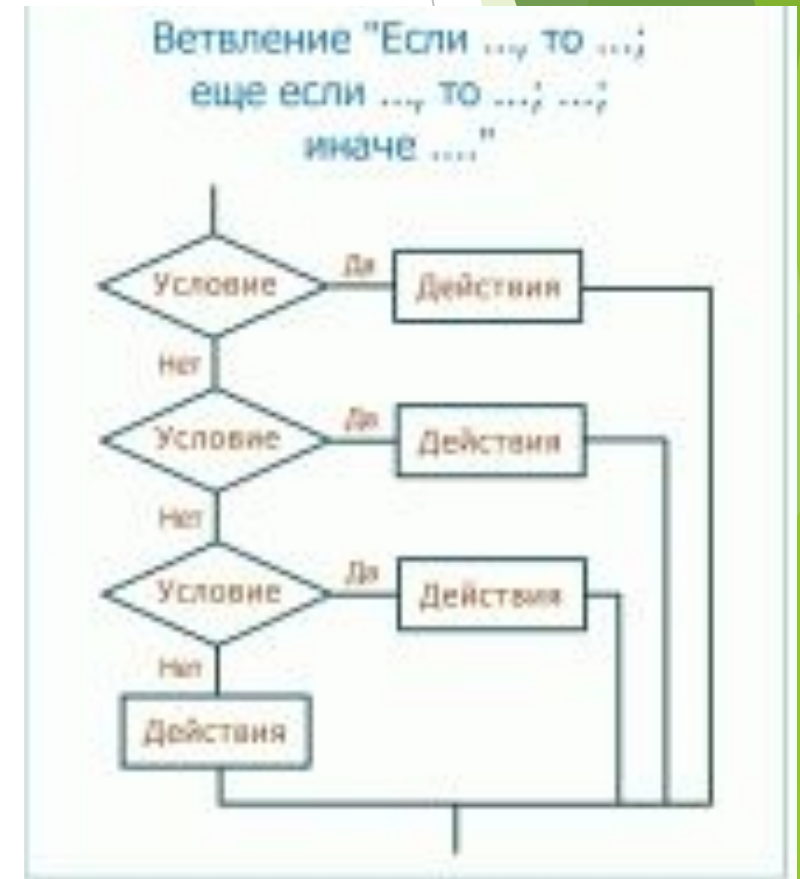 Ветвление "Если ..., то ...;
еще если ..., то ...; ...;
иначе ...."
Условие
Да
Действия
Нет
Условие
Да
Действия
Нет
Условие
Да
Действия
Нет
Действия